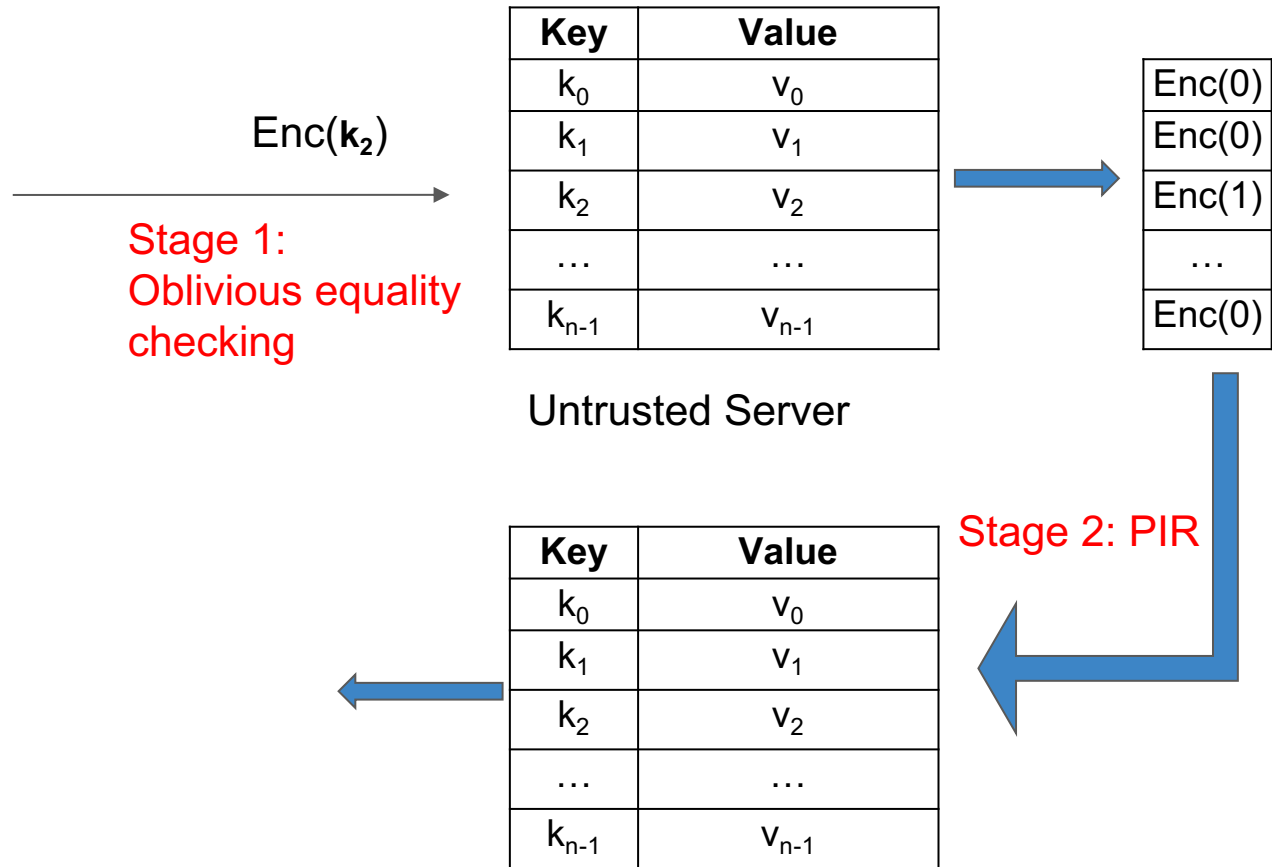 Key Value
k₀ v₀
k₁ v₁
k₂ v₂
… …
kₙ₋₁ vₙ₋₁
Enc(k₂)
Stage 1:
Oblivious equality
checking
Enc(0)
Enc(0)
Enc(1)
…
Enc(0)
Untrusted Server
Stage 2: PIR
Key Value
k₀ v₀
k₁ v₁
k₂ v₂
… …
kₙ₋₁ vₙ₋₁